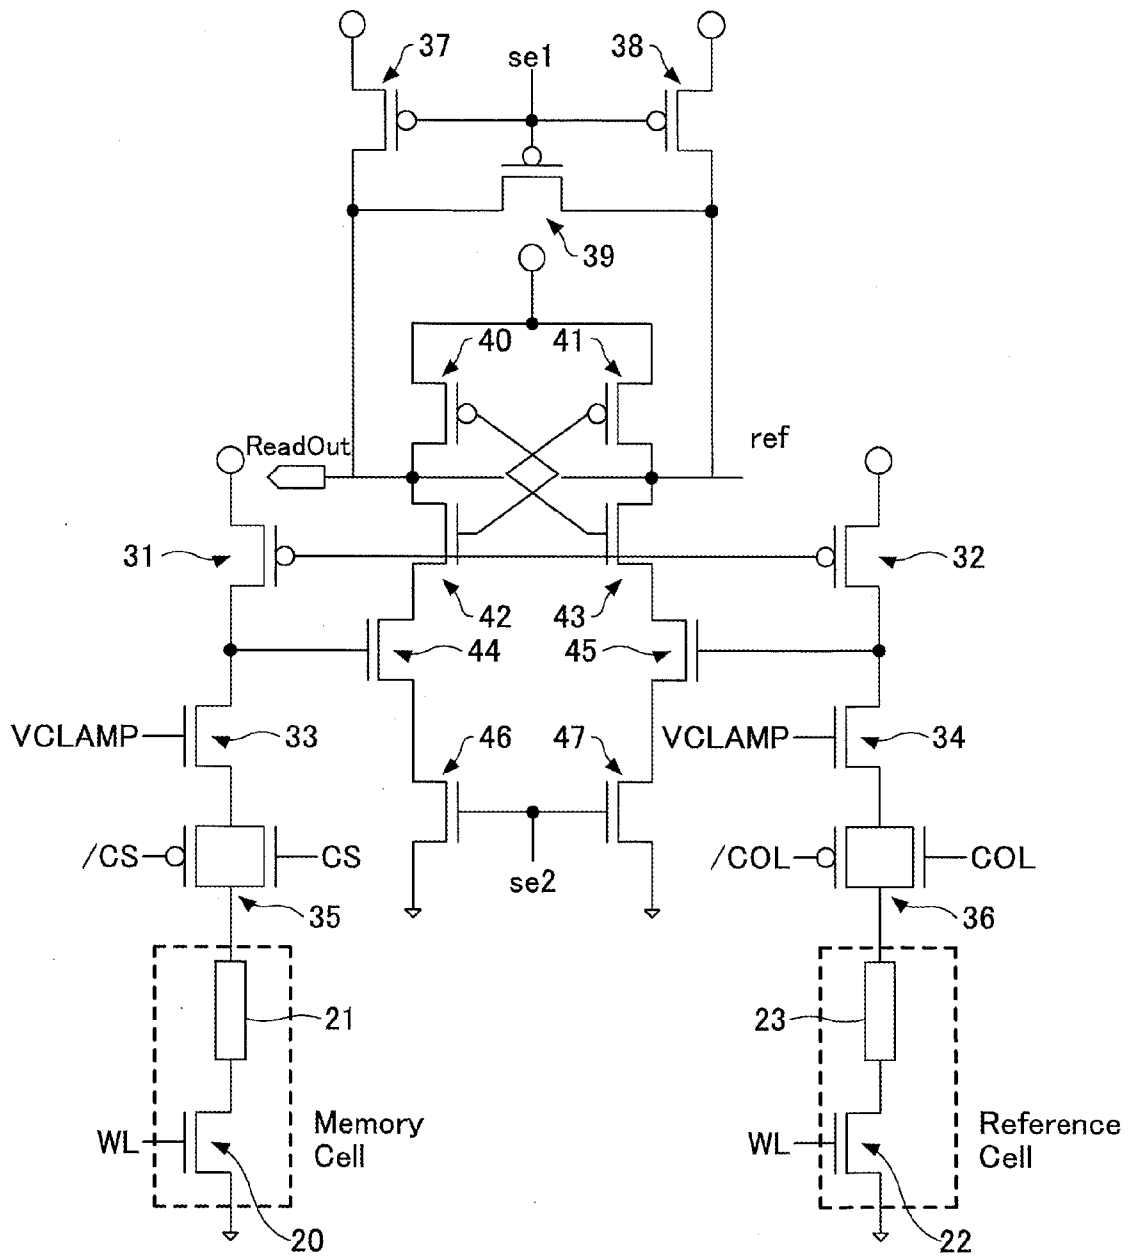 37
se1
38
39
40
41
ReadOut
ref
31
32
42
43
44
45
VCLAMP
33
46
47
VCLAMP
34
/CS
CS
/COL
COL
se2
35
36
21
23
WL
Memory
Cell
WL
Reference
Cell
20
22